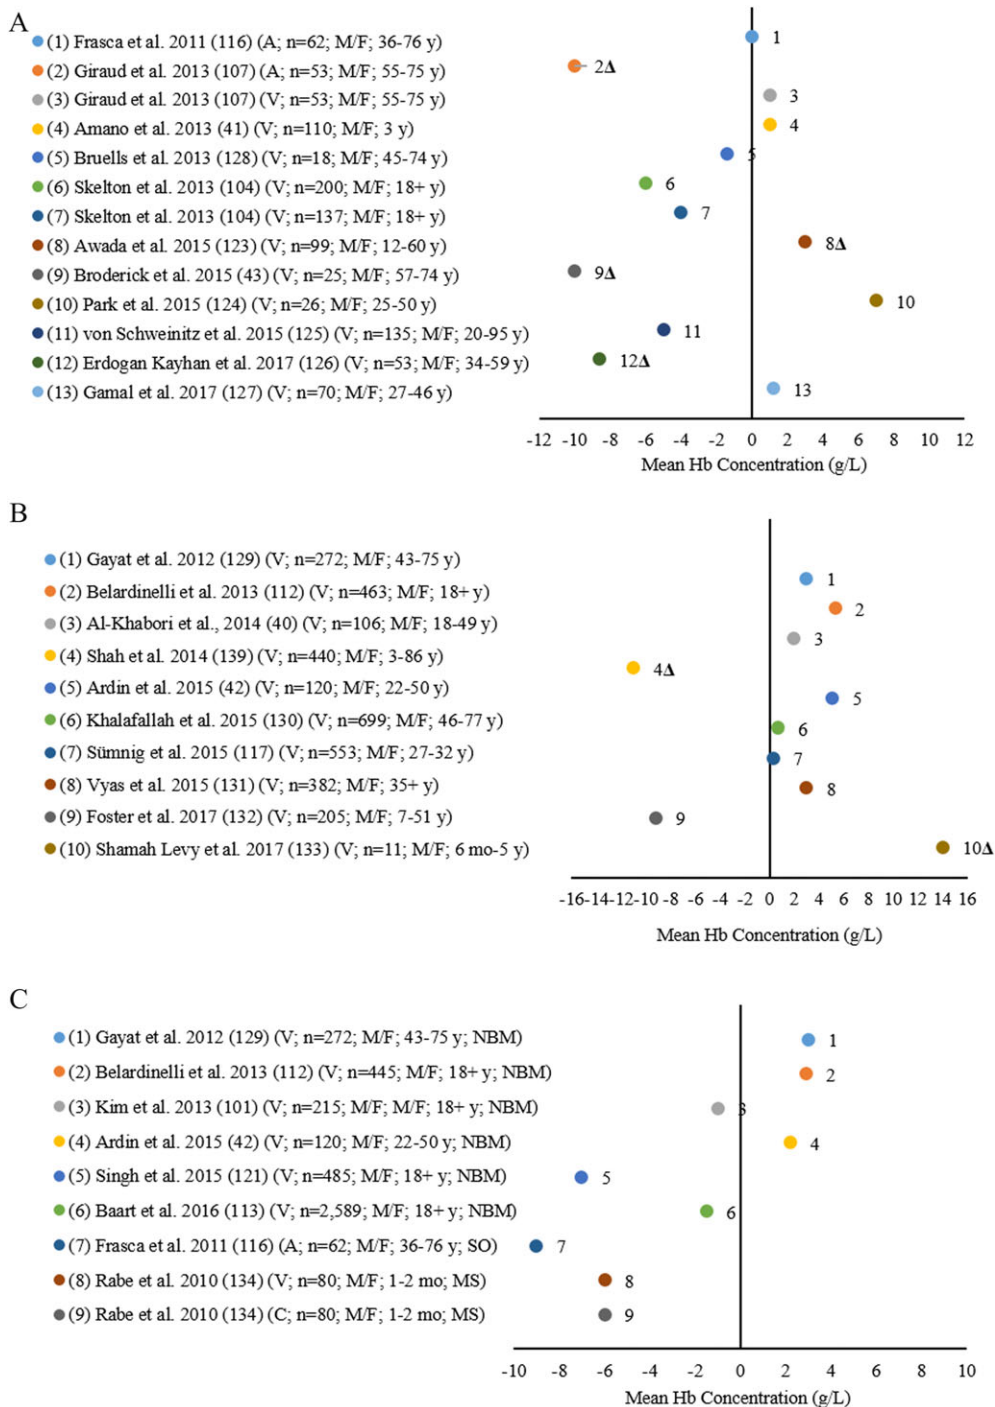 A
(1) Frasca et al. 2011 (116) (A; n=62; M/F; 36-76 y)
(2) Giraud et al. 2013 (107) (A; n=53; M/F; 55-75 y)
(3) Giraud et al. 2013 (107) (V; n=53; M/F; 55-75 y)
(4) Amano et al. 2013 (41) (V; n=110; M/F; 3 y)
(5) Bruells et al. 2013 (128) (V; n=18; M/F; 45-74 y)
(6) Skelton et al. 2013 (104) (V; n=200; M/F; 18+ y)
(7) Skelton et al. 2013 (104) (V; n=137; M/F; 18+ y)
(8) Awada et al. 2015 (123) (V; n=99; M/F; 12-60 y)
(9) Broderick et al. 2015 (43) (V; n=25; M/F; 57-74 y)
(10) Park et al. 2015 (124) (V; n=26; M/F; 25-50 y)
(11) von Schweinitz et al. 2015 (125) (V; n=135; M/F; 20-95 y)
(12) Erdogan Kayhan et al. 2017 (126) (V; n=53; M/F; 34-59 y)
(13) Gamal et al. 2017 (127) (V; n=70; M/F; 27-46 y)
1
2Δ
3
4
5
6
7
8Δ
9Δ
10
11
12Δ
13
-12 -10 -8 -6 -4 -2 0 2 4 6 8 10 12
Mean Hb Concentration (g/L)
B
(1) Gayat et al. 2012 (129) (V; n=272; M/F; 43-75 y)
(2) Belardinelli et al. 2013 (112) (V; n=463; M/F; 18+ y)
(3) Al-Khabori et al., 2014 (40) (V; n=106; M/F; 18-49 y)
(4) Shah et al. 2014 (139) (V; n=440; M/F; 3-86 y)
(5) Ardin et al. 2015 (42) (V; n=120; M/F; 22-50 y)
(6) Khalafallah et al. 2015 (130) (V; n=699; M/F; 46-77 y)
(7) Sümnig et al. 2015 (117) (V; n=553; M/F; 27-32 y)
(8) Vyas et al. 2015 (131) (V; n=382; M/F; 35+ y)
(9) Foster et al. 2017 (132) (V; n=205; M/F; 7-51 y)
(10) Shamah Levy et al. 2017 (133) (V; n=11; M/F; 6 mo-5 y)
1
2
3
4Δ
5
6
7
8
9
10Δ
-16 -14 -12 -10 -8 -6 -4 -2 0 2 4 6 8 10 12 14 16
Mean Hb Concentration (g/L)
C
(1) Gayat et al. 2012 (129) (V; n=272; M/F; 43-75 y; NBM)
(2) Belardinelli et al. 2013 (112) (V; n=445; M/F; 18+ y; NBM)
(3) Kim et al. 2013 (101) (V; n=215; M/F; M/F; 18+ y; NBM)
(4) Ardin et al. 2015 (42) (V; n=120; M/F; 22-50 y; NBM)
(5) Singh et al. 2015 (121) (V; n=485; M/F; 18+ y; NBM)
(6) Baart et al. 2016 (113) (V; n=2,589; M/F; 18+ y; NBM)
(7) Frasca et al. 2011 (116) (A; n=62; M/F; 36-76 y; SO)
(8) Rabe et al. 2010 (134) (V; n=80; M/F; 1-2 mo; MS)
(9) Rabe et al. 2010 (134) (C; n=80; M/F; 1-2 mo; MS)
1
2
3
4
5
6
7
8
9
-10 -8 -6 -4 -2 0 2 4 6 8 10
Mean Hb Concentration (g/L)